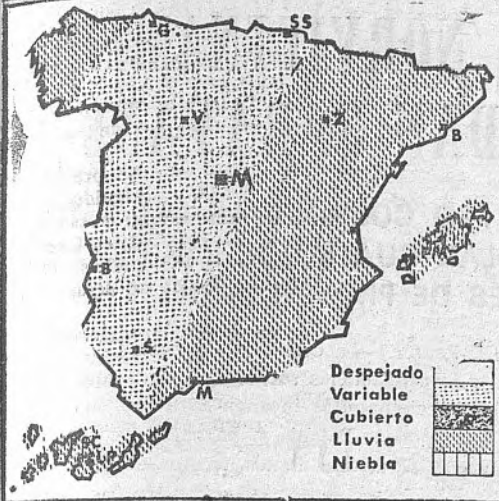 SS
C
G
V
Z
B
M
B
S
M
Despejado
Variable
Cubierto
Lluvia
Niebla